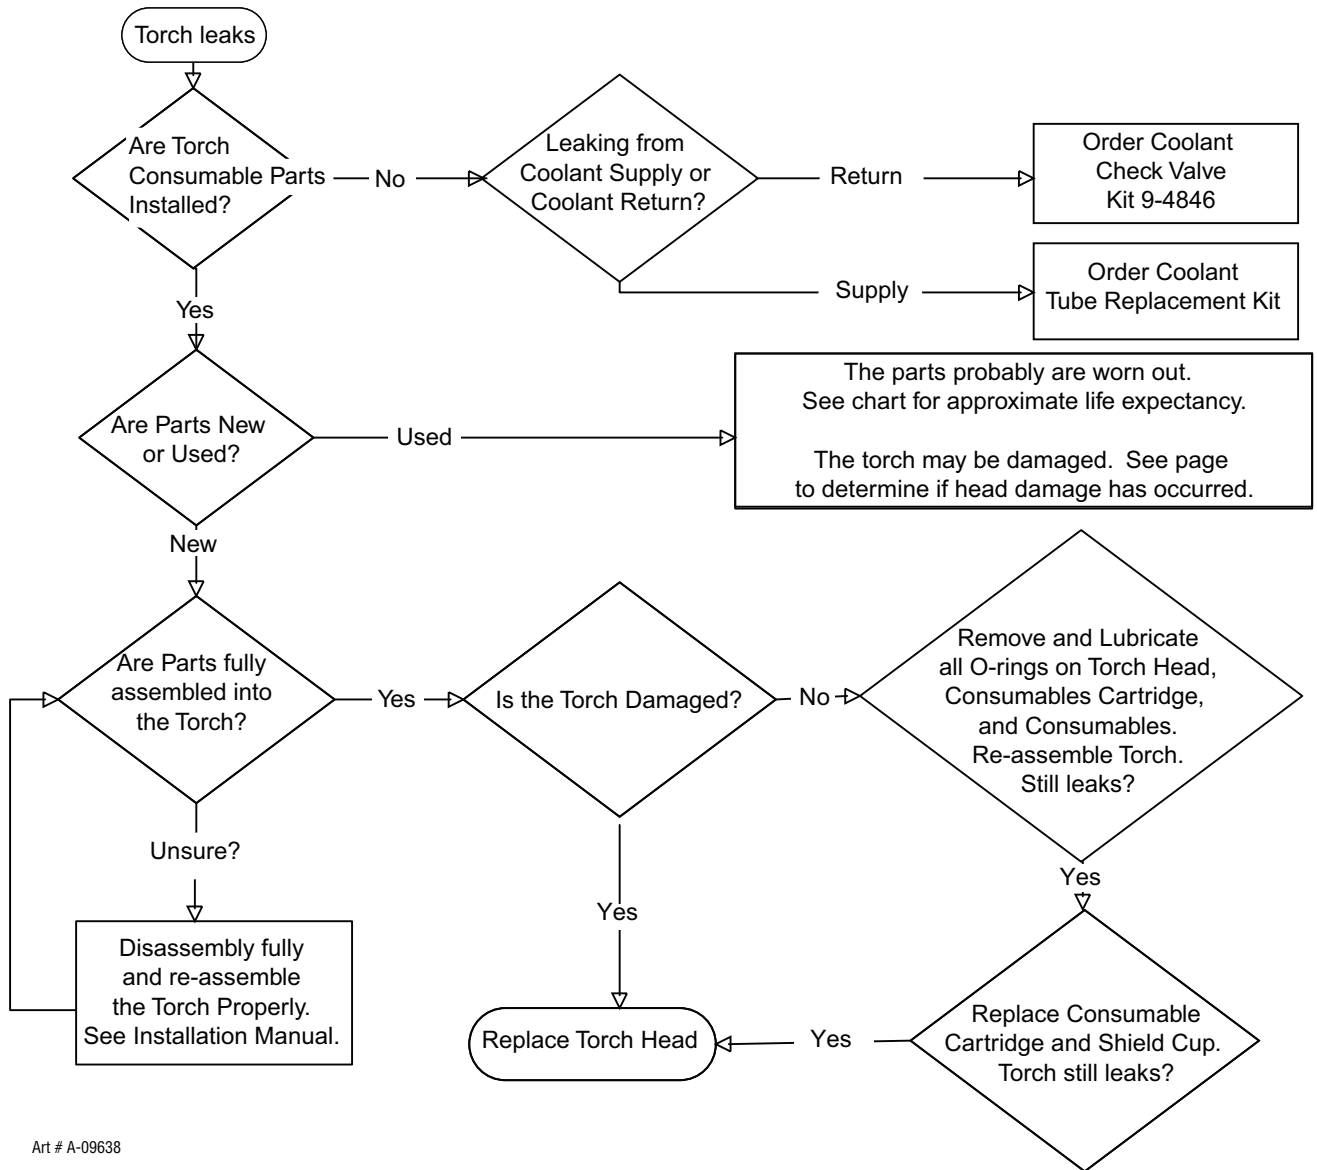 Torch leaks
Are Torch
Consumable Parts
Installed?
No
Leaking from
Coolant Supply or
Coolant Return?
Return
Order Coolant
Check Valve
Kit 9-4846
Supply
Order Coolant
Tube Replacement Kit
Yes
Are Parts New
or Used?
Used
The parts probably are worn out.
See chart for approximate life expectancy.
The torch may be damaged.  See page
to determine if head damage has occurred.
New
Are Parts fully
assembled into
the Torch?
Yes
Is the Torch Damaged?
No
Remove and Lubricate
all O-rings on Torch Head,
Consumables Cartridge,
and Consumables.
Re-assemble Torch.
Still leaks?
Unsure?
Disassembly fully
and re-assemble
the Torch Properly.
See Installation Manual.
Yes
Yes
Replace Consumable
Cartridge and Shield Cup.
Torch still leaks?
Yes
Replace Torch Head
Art # A-09638